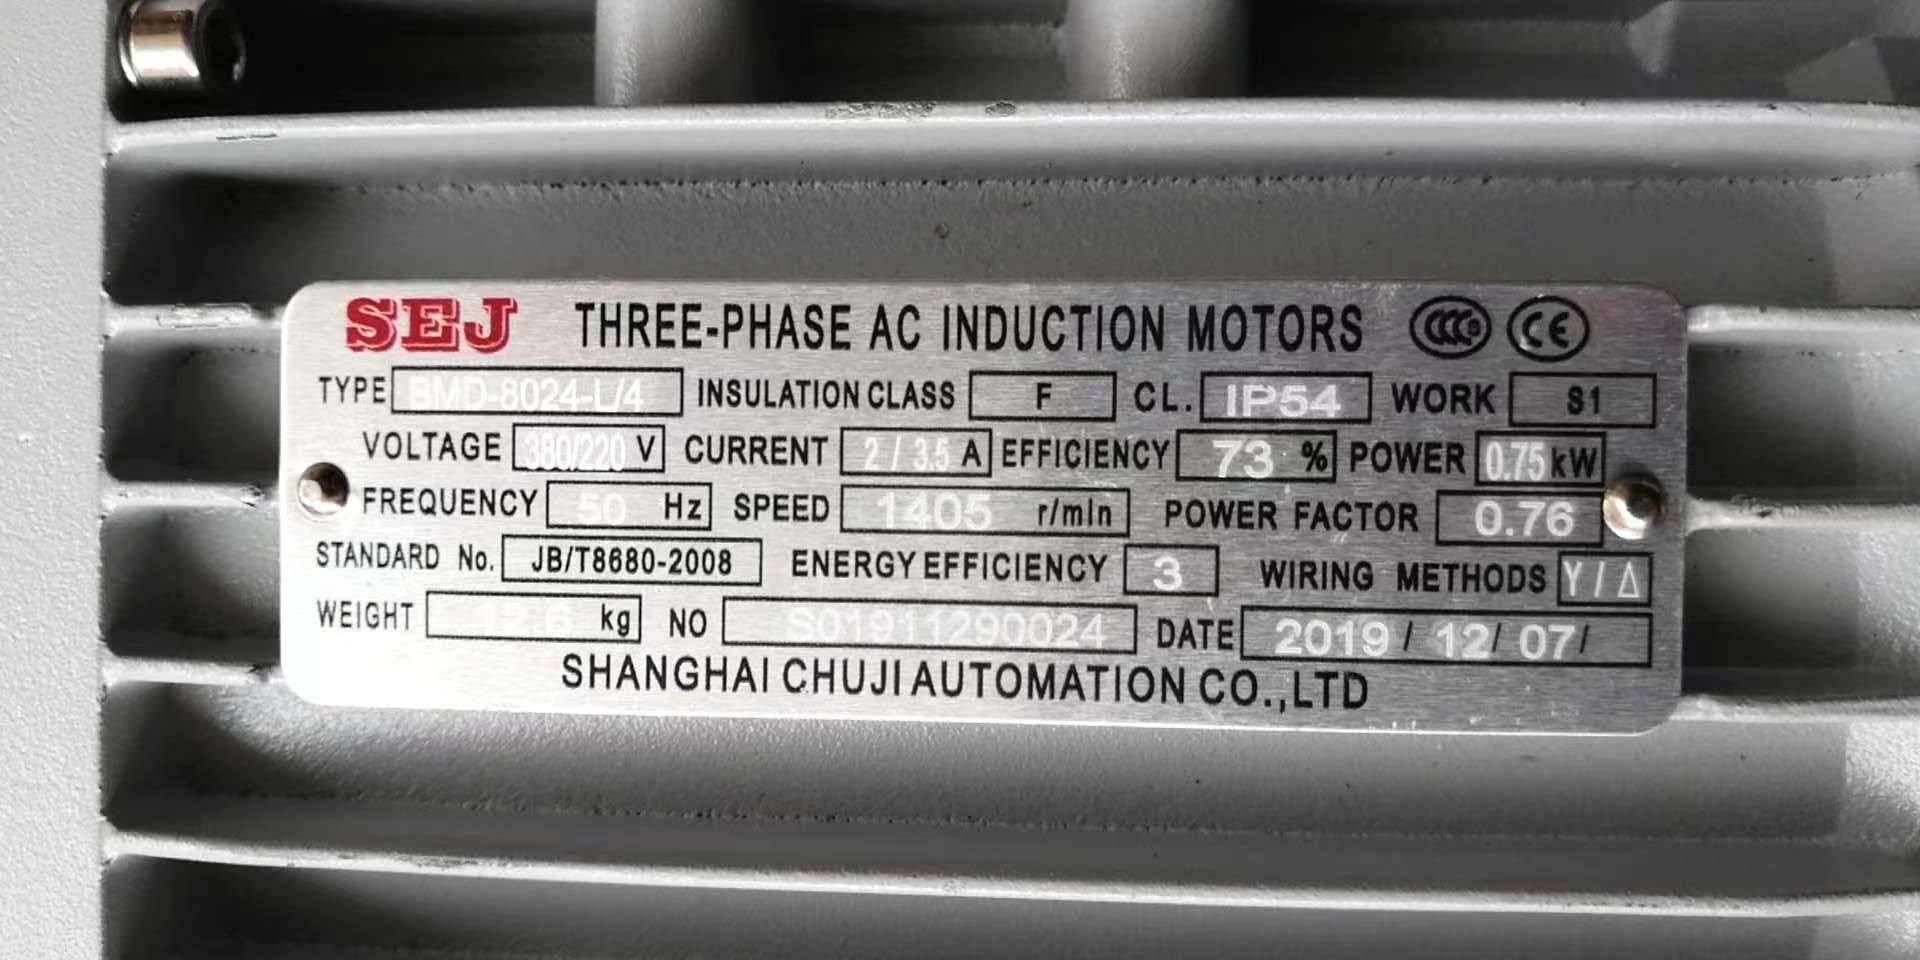 SEJ THREE-PHASE AC INDUCTION MOTORS CCC S CE
TYPE BMD-8024-L/4 INSULATION CLASS F CL. IP54 WORK S1
VOLTAGE 380/220 V CURRENT 2 / 3.5 A EFFICIENCY 73 % POWER 0.75 kW
FREQUENCY 50 Hz SPEED 1405 r/min POWER FACTOR 0.76
STANDARD No. JB/T8680-2008 ENERGY EFFICIENCY 3 WIRING METHODS Y / Δ
WEIGHT 12.6 kg NO S01911290024 DATE 2019 / 12 / 07 /
SHANGHAI CHUJI AUTOMATION CO.,LTD